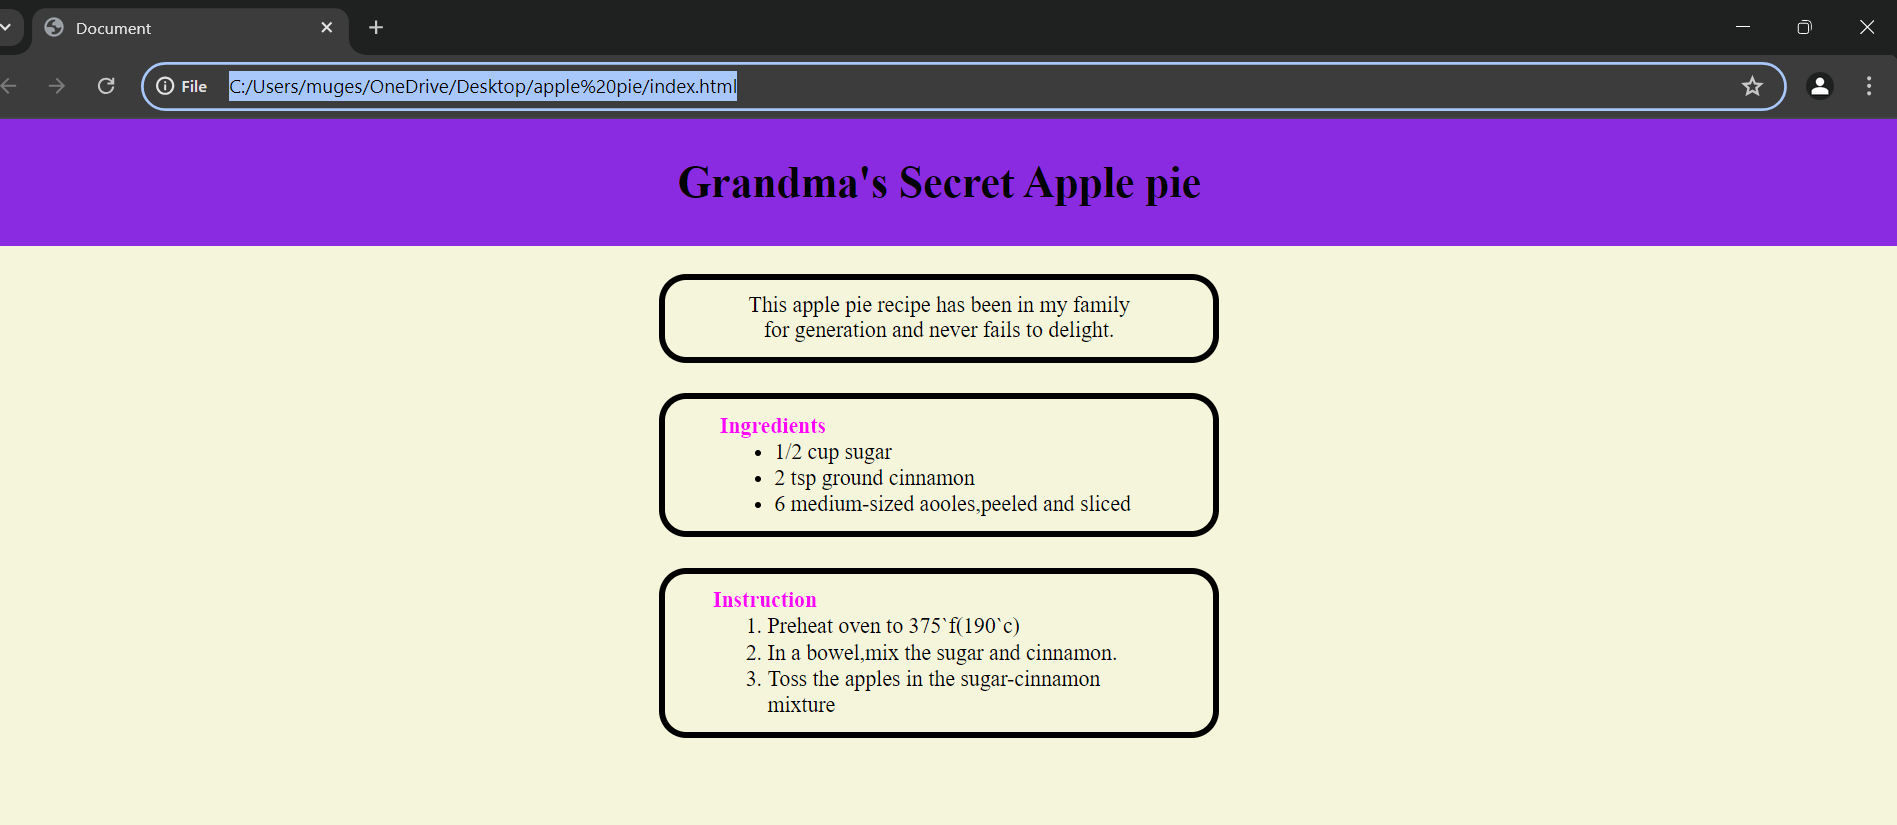 Document
File C:/Users/muges/OneDrive/Desktop/apple%20pie/index.html
Grandma's Secret Apple pie
This apple pie recipe has been in my family
for generation and never fails to delight.
Ingredients
• 1/2 cup sugar
• 2 tsp ground cinnamon
• 6 medium-sized aooles,peeled and sliced
Instruction
1. Preheat oven to 375`f(190`c)
2. In a bowel,mix the sugar and cinnamon.
3. Toss the apples in the sugar-cinnamon
mixture